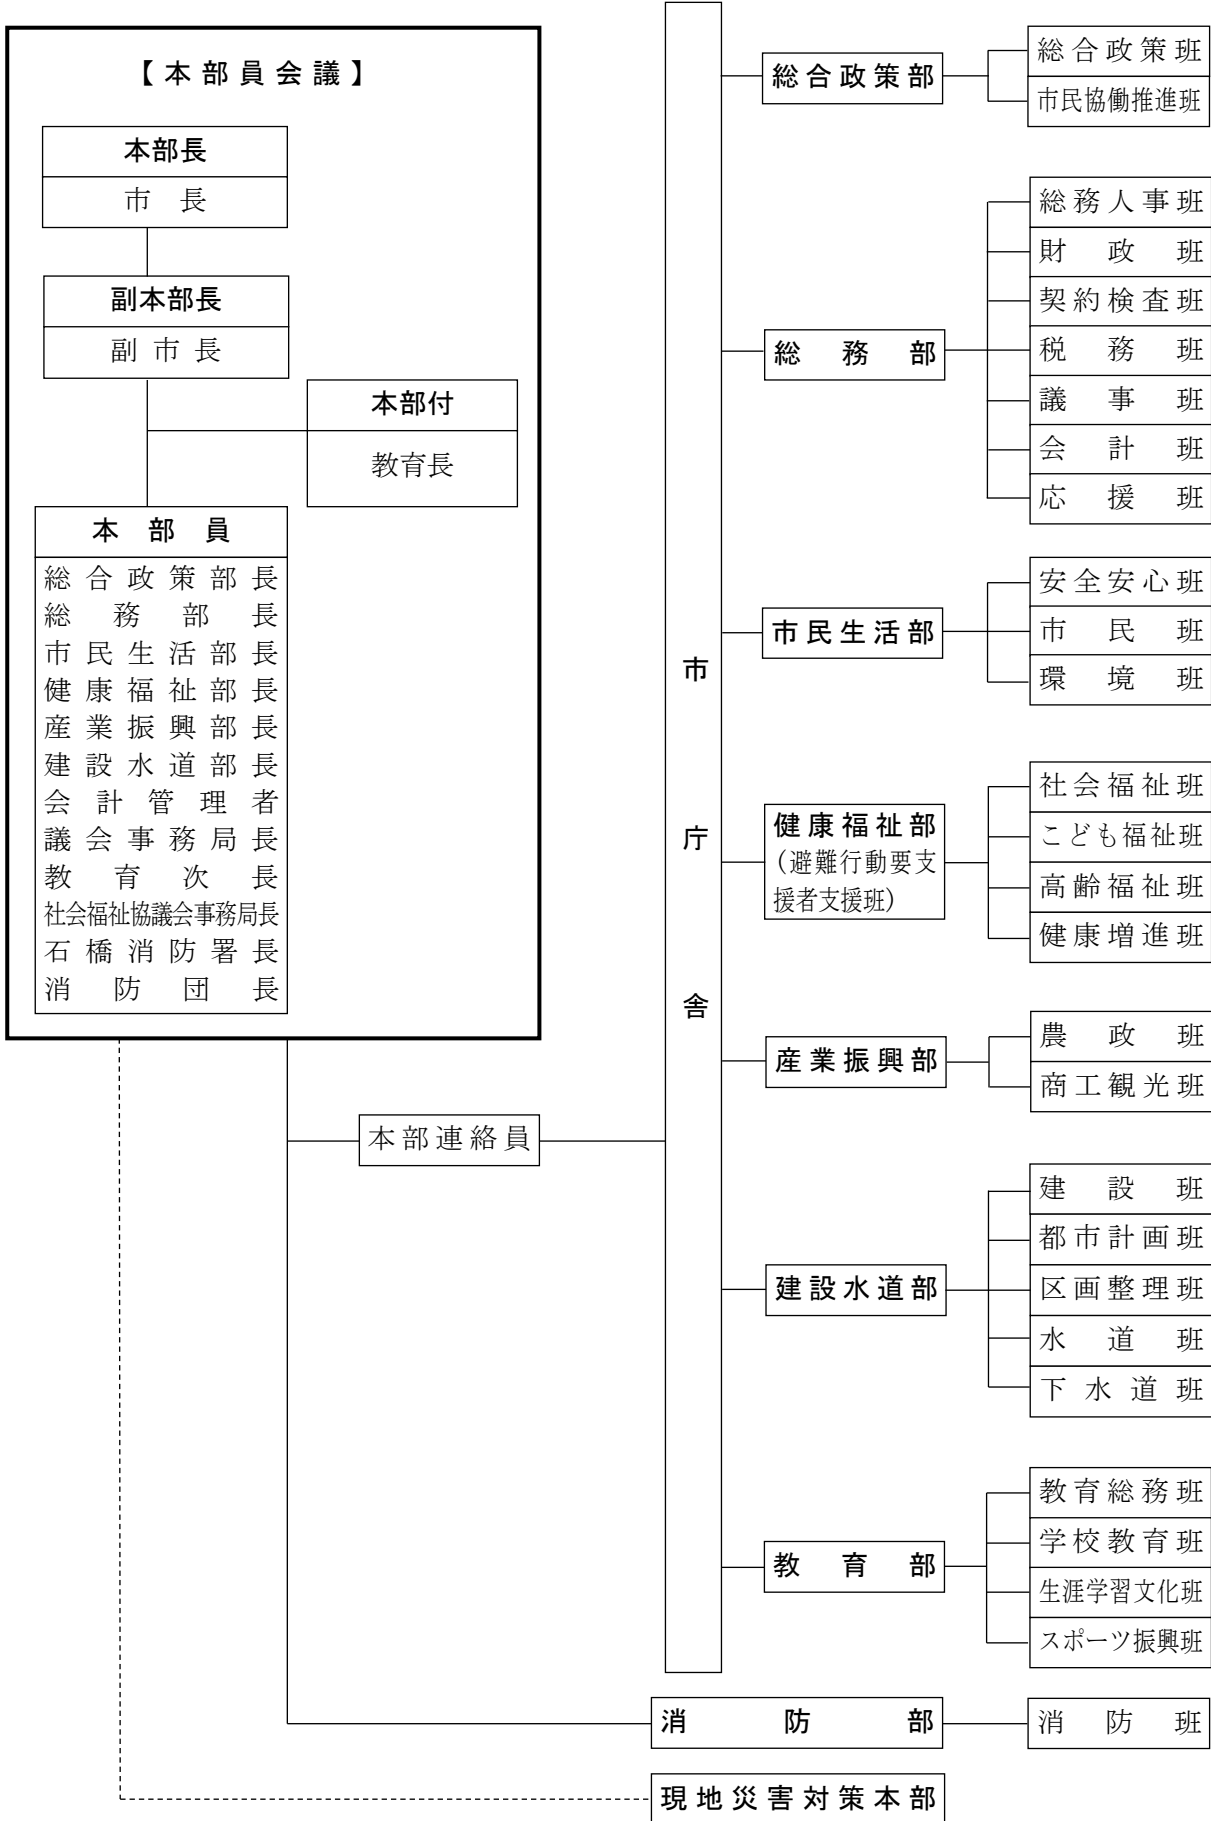 【本部員会議】
本部長
市長
副本部長
副市長
本部付
教育長
本部員
総合政策部長
総務部長
市民生活部長
健康福祉部長
産業振興部長
建設水道部長
会計管理者
議会事務局長
教育次長
社会福祉協議会事務局長
石橋消防署長
消防団長
本部連絡員
市庁舎
総合政策部
総合政策班
市民協働推進班
総務部
総務人事班
財政班
契約検査班
税務班
議事班
会計班
応援班
市民生活部
安全安心班
市民班
環境班
健康福祉部
(避難行動要支
援者支援班)
社会福祉班
こども福祉班
高齢福祉班
健康増進班
産業振興部
農政班
商工観光班
建設水道部
建設班
都市計画班
区画整理班
水道班
下水道班
教育部
教育総務班
学校教育班
生涯学習文化班
スポーツ振興班
消防部
消防班
現地災害対策本部